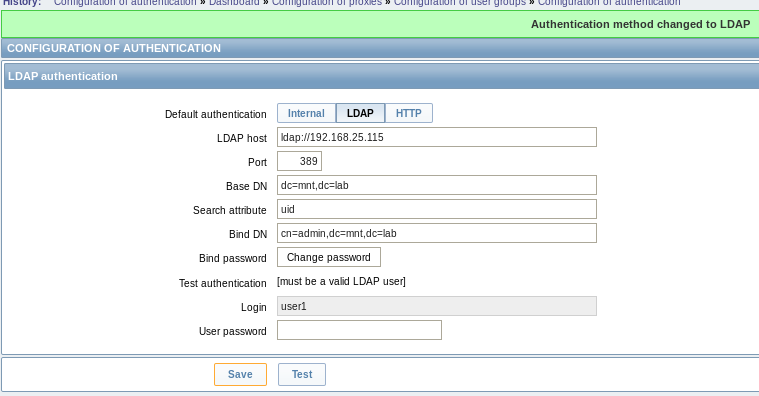 History: Configuration of authentication » Dashboard » Configuration of proxies » Configuration of user groups » Configuration of authentication
Authentication method changed to LDAP
CONFIGURATION OF AUTHENTICATION
LDAP authentication
Default authentication Internal LDAP HTTP
LDAP host ldap://192.168.25.115
Port 389
Base DN dc=mnt,dc=lab
Search attribute uid
Bind DN cn=admin,dc=mnt,dc=lab
Bind password Change password
Test authentication [must be a valid LDAP user]
Login user1
User password
Save Test